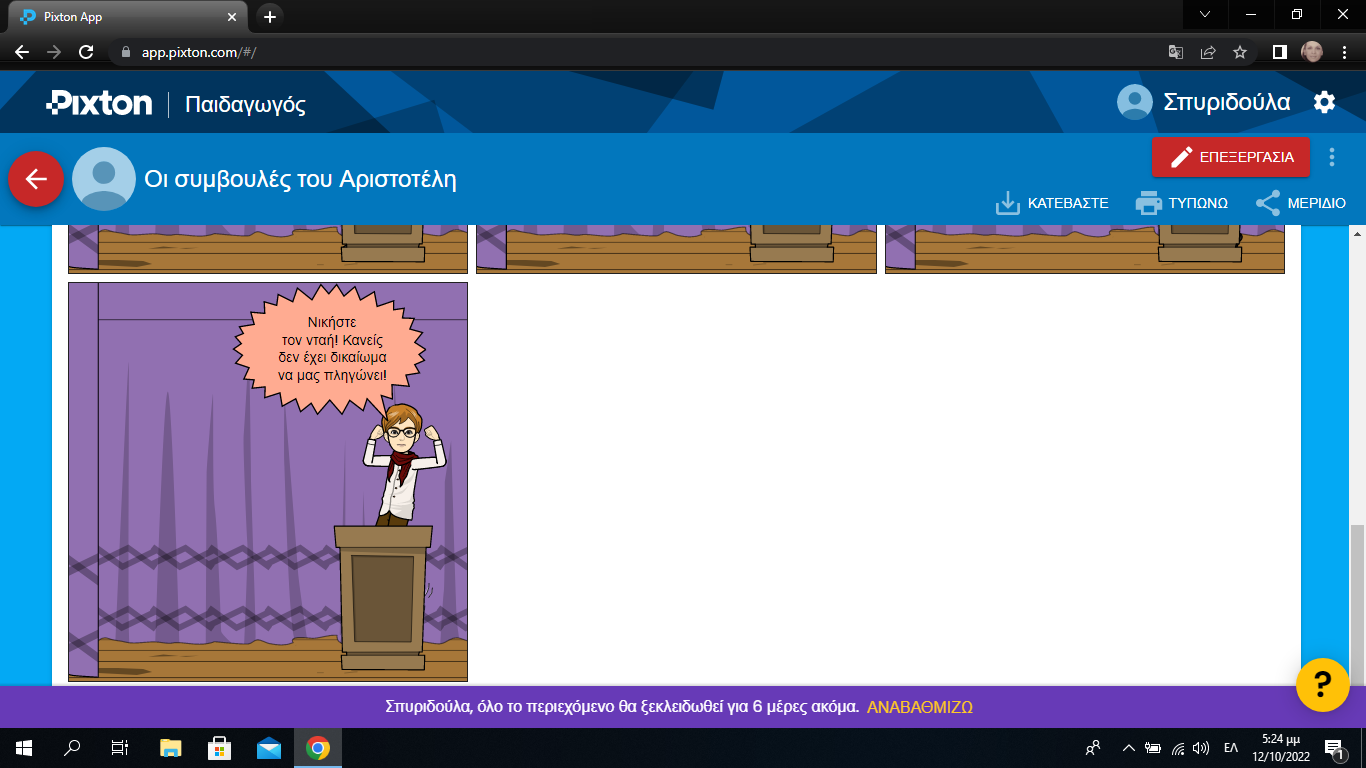 Pixton App
app.pixton.com/#/
Pixton
Παιδαγωγός
Σπυριδούλα
Οι συμβουλές του Αριστοτέλη
ΕΠΕΞΕΡΓΑΣΙΑ
ΚΑΤΕΒΑΣΤΕ
ΤΥΠΩΝΩ
ΜΕΡΙΔΙΟ
Νικήστε
τον νταή! Κανείς
δεν έχει δικαίωμα
να μας πληγώνει!
?
Σπυριδούλα, όλο το περιεχόμενο θα ξεκλειδωθεί για 6 μέρες ακόμα. ΑΝΑΒΑΘΜΙΖΩ
ΕΛ
5:24 μμ
12/10/2022
1